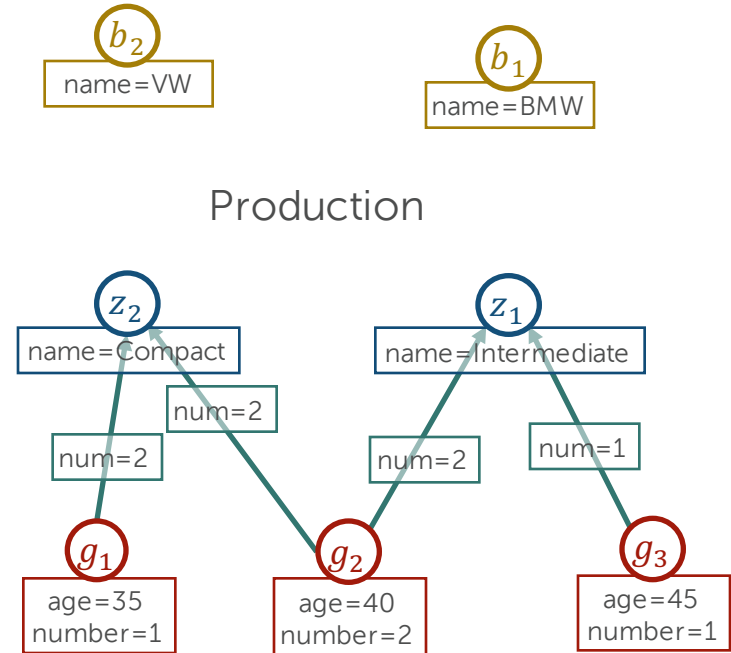 b₂
name=VW
b₁
name=BMW
Production
z₂
name=Compact
z₁
name=Intermediate
num=2
num=2
num=2
num=1
g₁
age=35
number=1
g₂
age=40
number=2
g₃
age=45
number=1